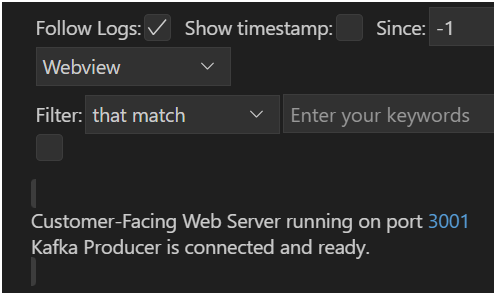 Follow Logs: Show timestamp: Since: -1
Webview
Filter: that match Enter your keywords
Customer-Facing Web Server running on port 3001
Kafka Producer is connected and ready.